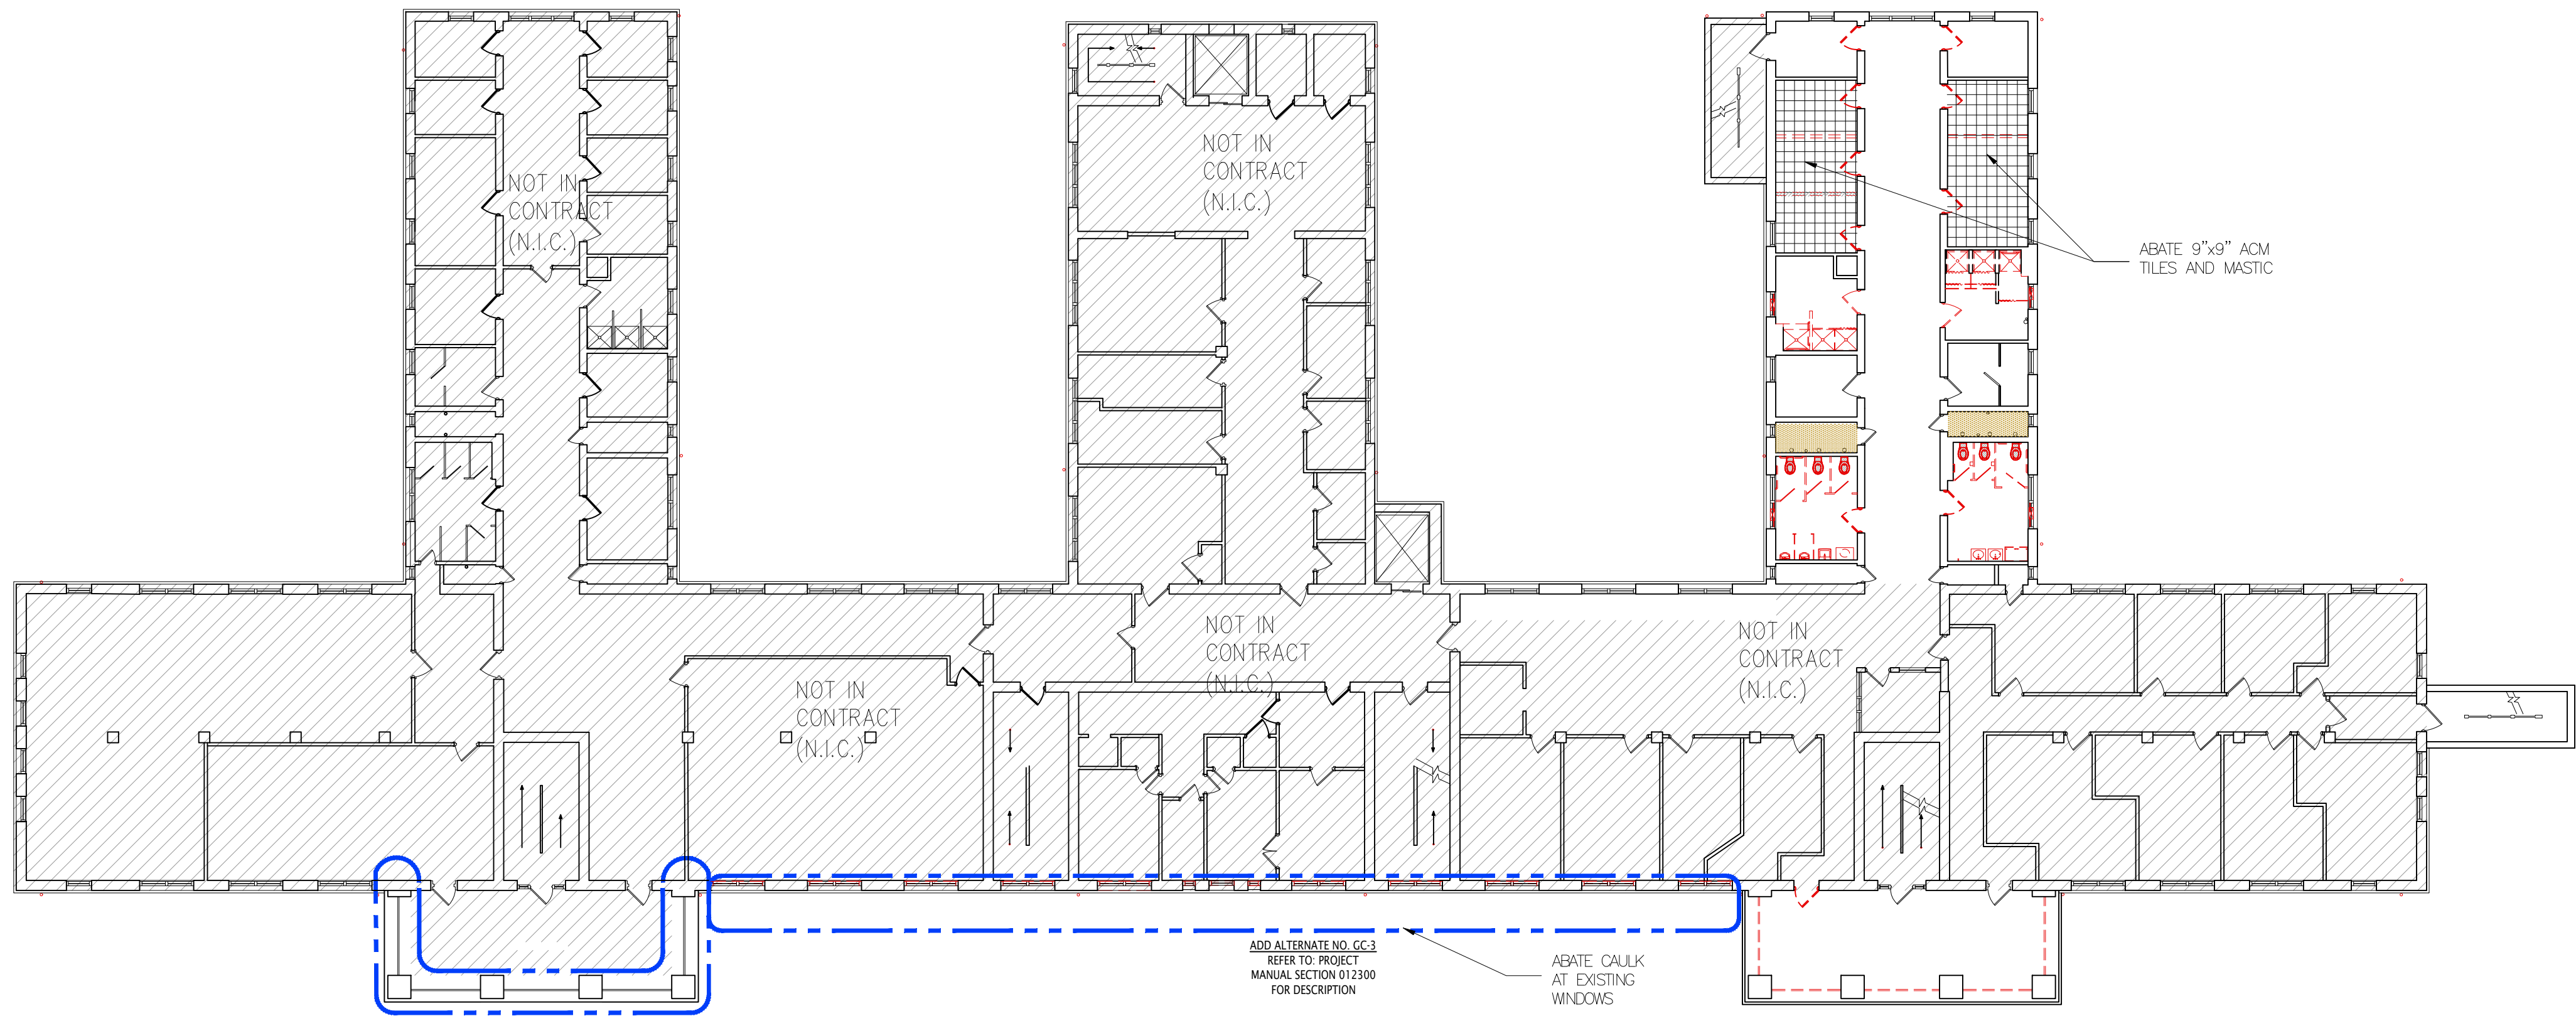 NOT IN
CONTRACT
(N.I.C.)
NOT IN
CONTRACT
(N.I.C.)
ABATE 9"x9" ACM
TILES AND MASTIC
NOT IN
CONTRACT
(N.I.C.)
NOT IN
CONTRACT
(N.I.C.)
NOT IN
CONTRACT
(N.I.C.)
ADD ALTERNATE NO. GC-3
REFER TO: PROJECT
MANUAL SECTION 012300
FOR DESCRIPTION
ABATE CAULK
AT EXISTING
WINDOWS